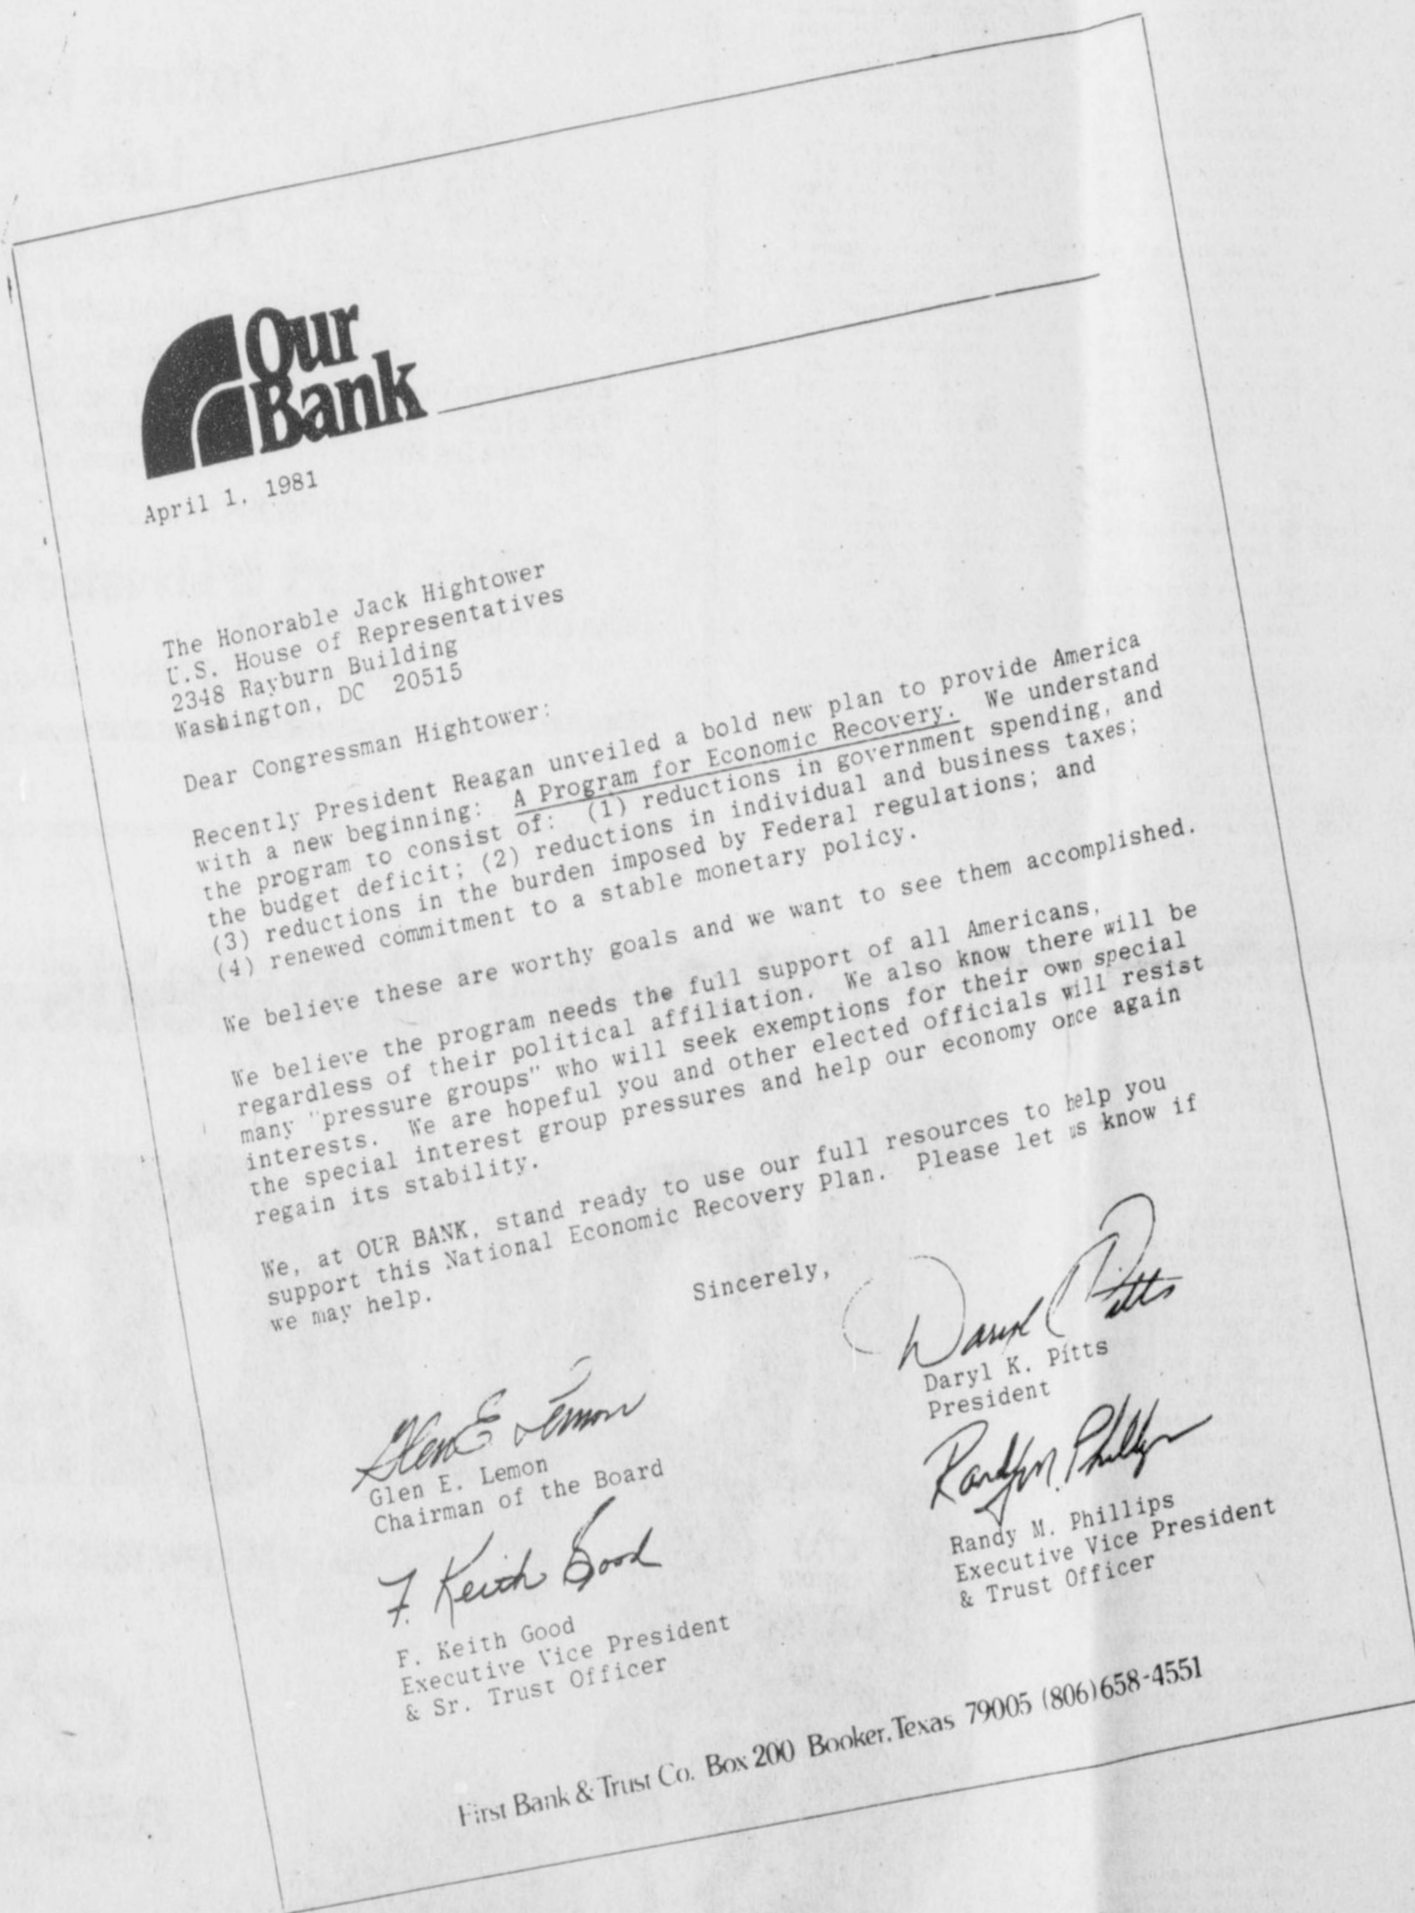 Our
Bank
April 1, 1981
The Honorable Jack Hightower
U.S. House of Representatives
2348 Rayburn Building
Washington, DC 20515
Dear Congressman Hightower:
Recently President Reagan unveiled a bold new plan to provide America
with a new beginning: A Program for Economic Recovery. We understand
the program to consist of: (1) reductions in government spending, and
the budget deficit; (2) reductions in individual and business taxes;
(3) reductions in the burden imposed by Federal regulations; and
(4) renewed commitment to a stable monetary policy.
We believe these are worthy goals and we want to see them accomplished.
We believe the program needs the full support of all Americans,
regardless of their political affiliation. We also know there will be
many "pressure groups" who will seek exemptions for their own special
interests. We are hopeful you and other elected officials will resist
the special interest group pressures and help our economy once again
regain its stability.
We, at OUR BANK, stand ready to use our full resources to help you
support this National Economic Recovery Plan. Please let us know if
we may help.
Sincerely,
Daryl K. Pitts
Daryl K. Pitts
President
Glen E Lemon
Glen E. Lemon
Chairman of the Board
Randy M. Phillips
Randy M. Phillips
Executive Vice President
& Trust Officer
F. Keith Good
F. Keith Good
Executive Vice President
& Sr. Trust Officer
First Bank & Trust Co. Box 200 Booker, Texas 79005 (806) 658-4551